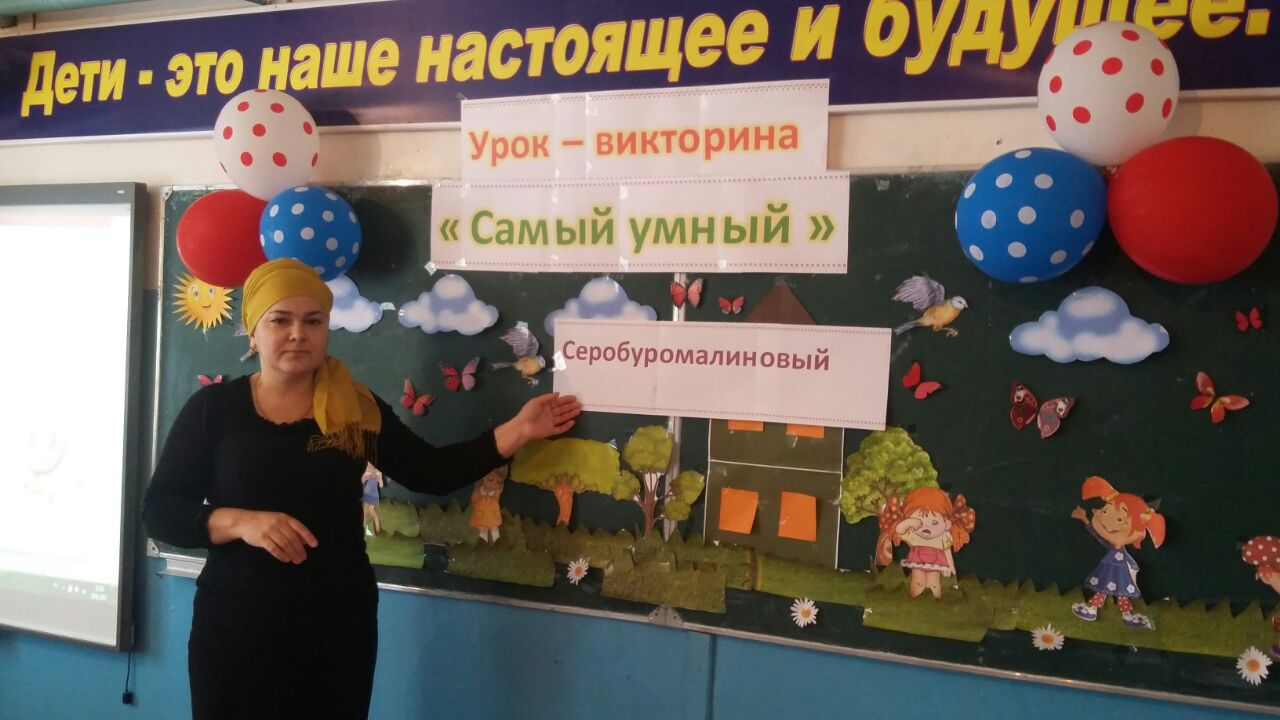 Дети - это наше настоящее и будущее.
Урок – викторина
« Самый умный »
Серобуромалиновый